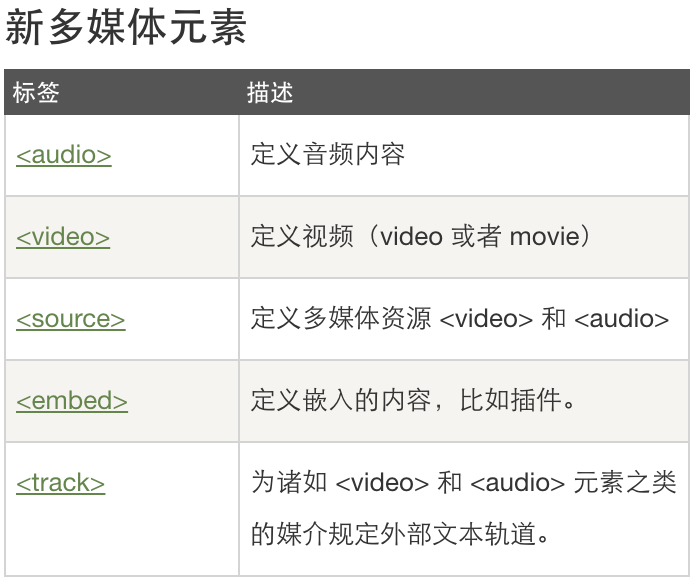 新多媒体元素
标签 描述
<audio> 定义音频内容
<video> 定义视频（video 或者 movie）
<source> 定义多媒体资源 <video> 和 <audio>
<embed> 定义嵌入的内容，比如插件。
<track> 为诸如 <video> 和 <audio> 元素之类
的媒介规定外部文本轨道。